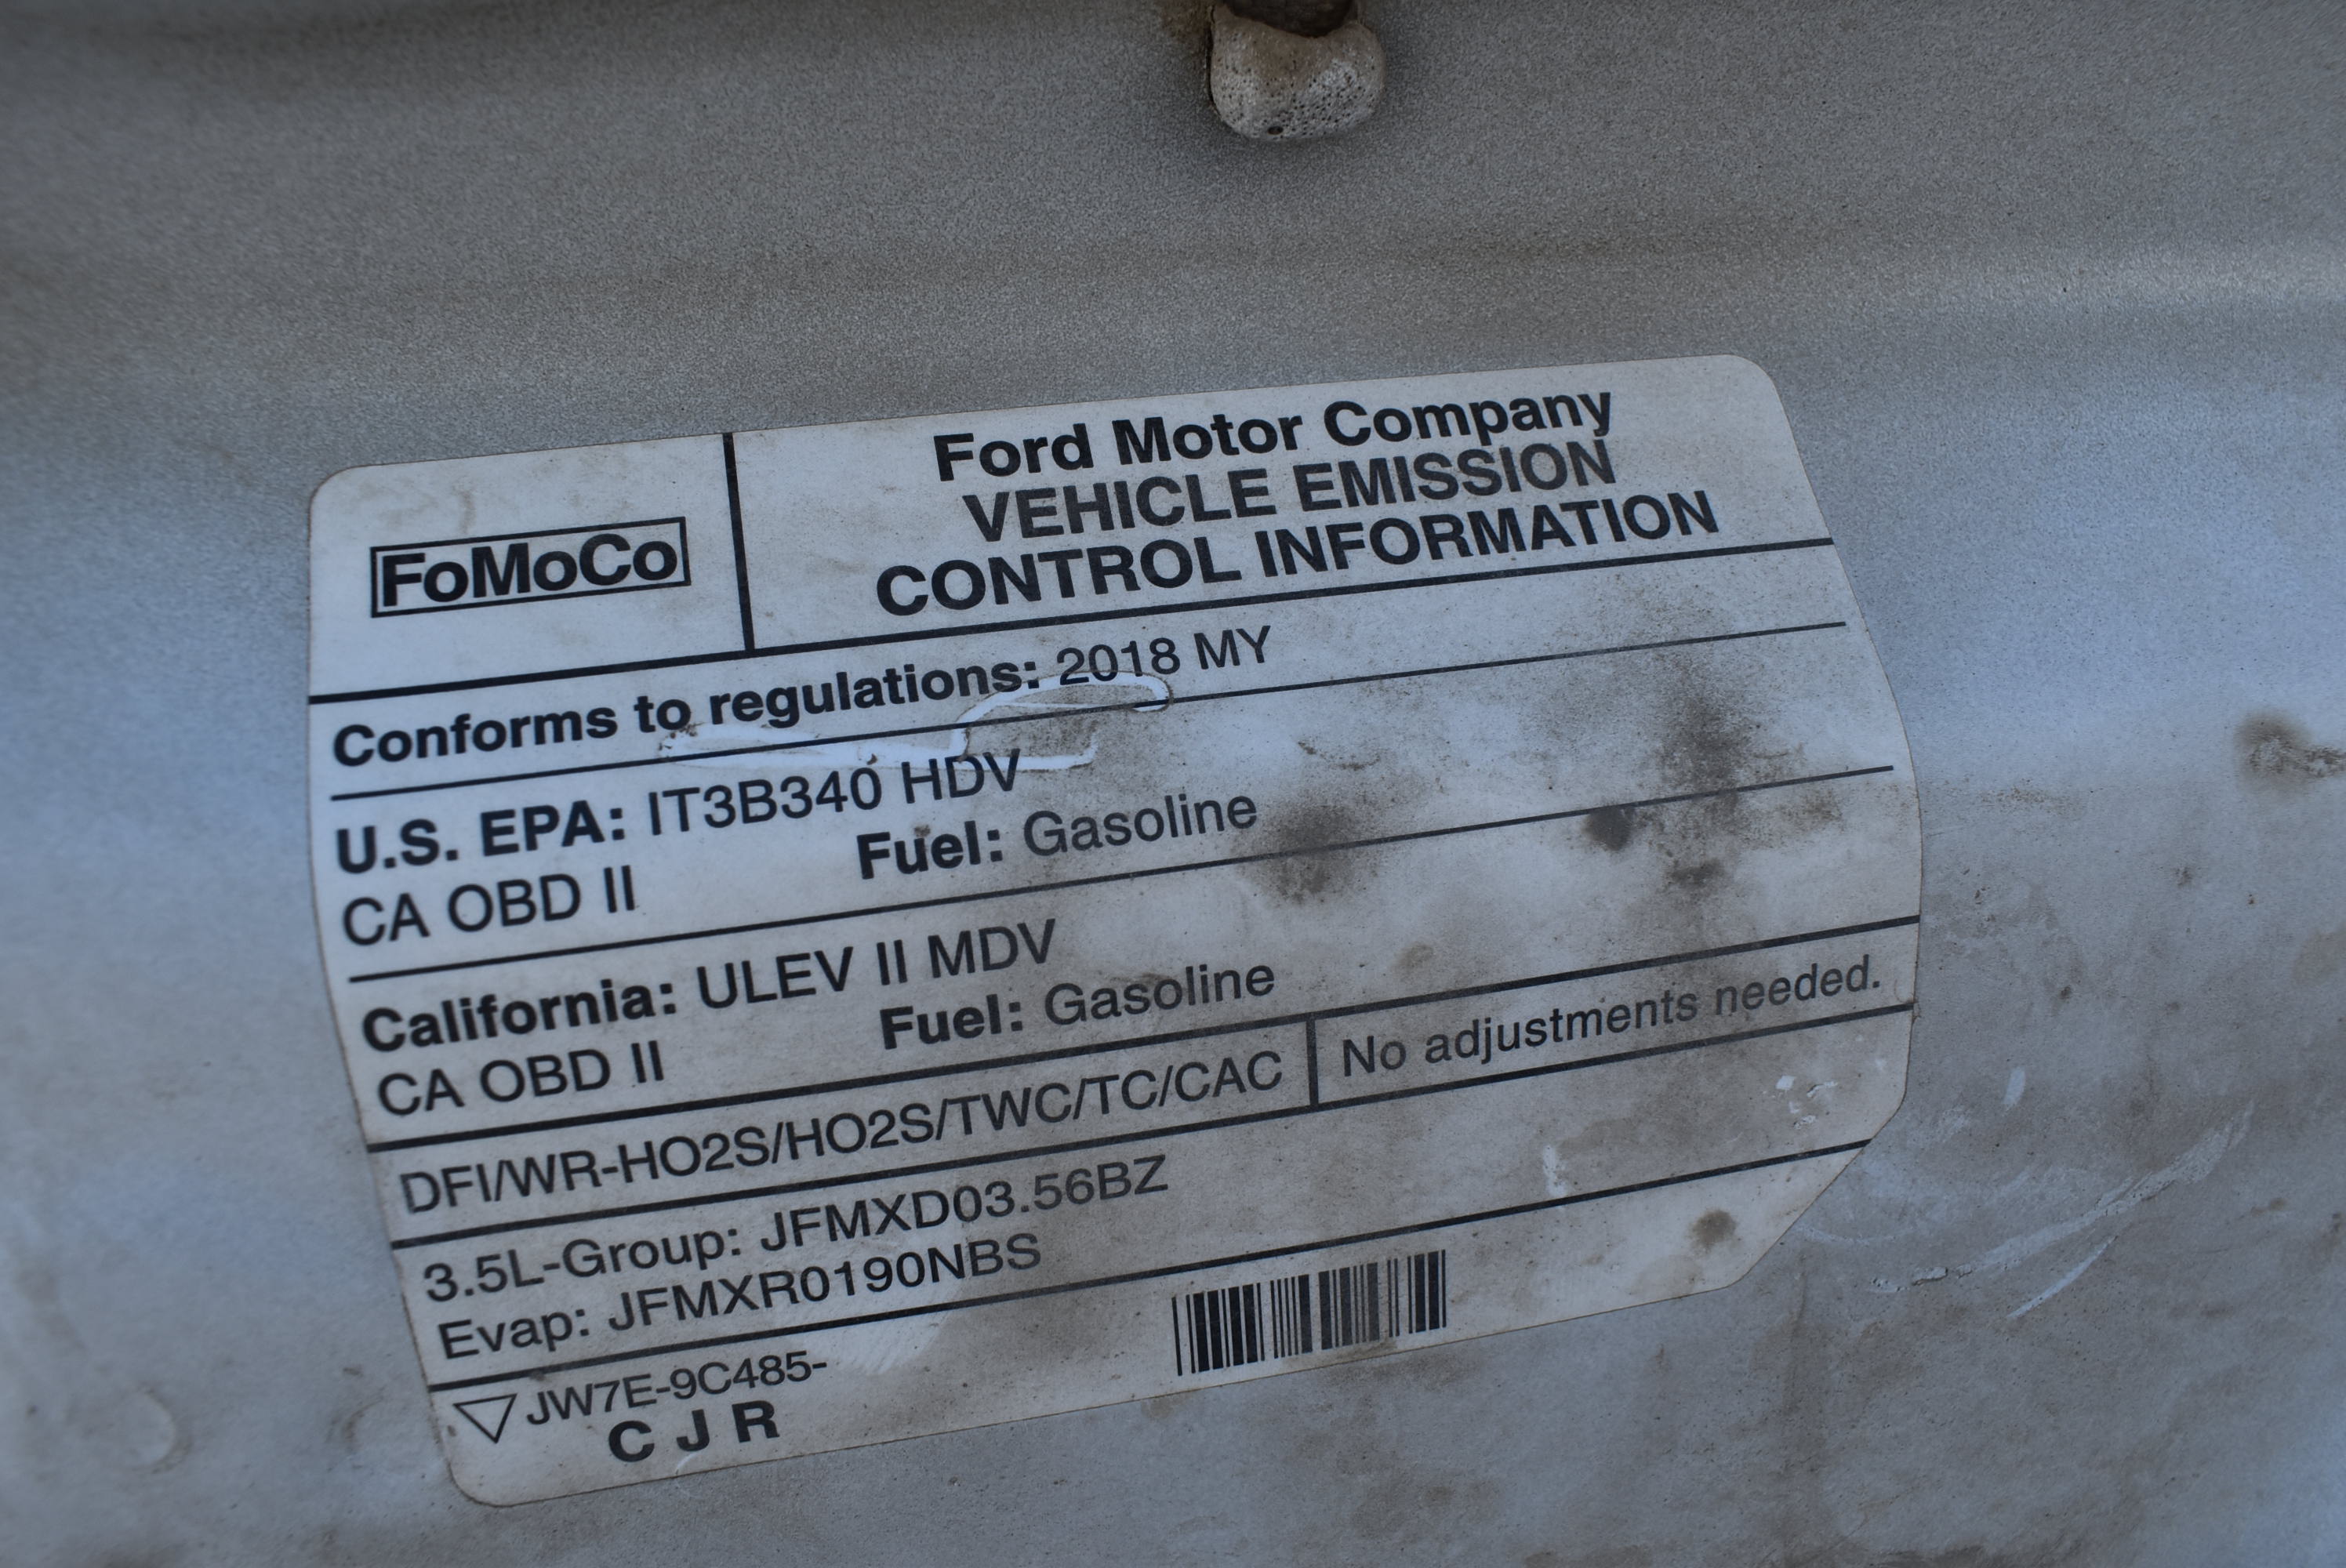 FoMoCo
Ford Motor Company
VEHICLE EMISSION
CONTROL INFORMATION
Conforms to regulations: 2018 MY
U.S. EPA: IT3B340 HDV
CA OBD II Fuel: Gasoline
California: ULEV II MDV
CA OBD II Fuel: Gasoline
DFI/WR-HO2S/HO2S/TWC/TC/CAC No adjustments needed.
3.5L-Group: JFMXD03.56BZ
Evap: JFMXR0190NBS
JW7E-9C485-
C J R